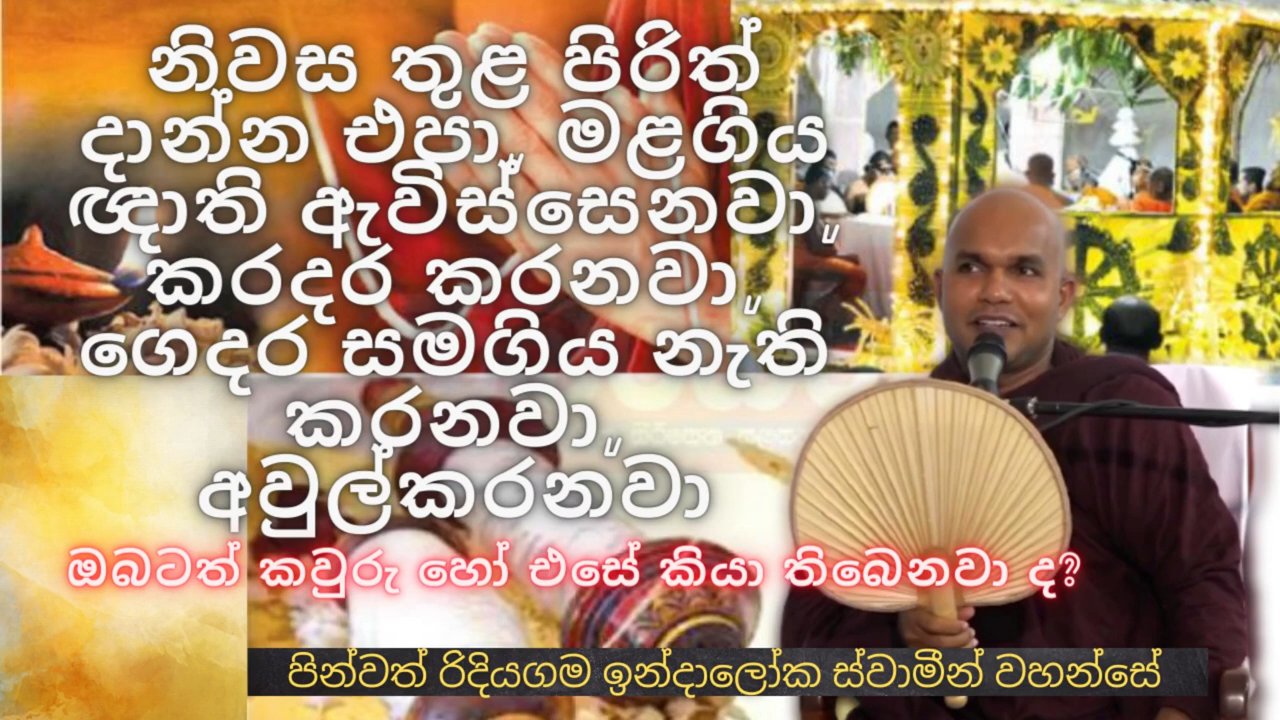 නිවස තුළ පිරිත්
දාන්න එපා,, මළගිය
ඥාති ඇවිස්සෙනවා,,
කරදර කරනවා,,
ගෙදර සමගිය නැති
කරනවා,,
අවුල්කරනවා
ඔබටත් කවුරු හෝ එසේ කියා තිබෙනවා ද?
පින්වත් රිදියගම ඉන්දාලෝක ස්වාමීන් වහන්සේ